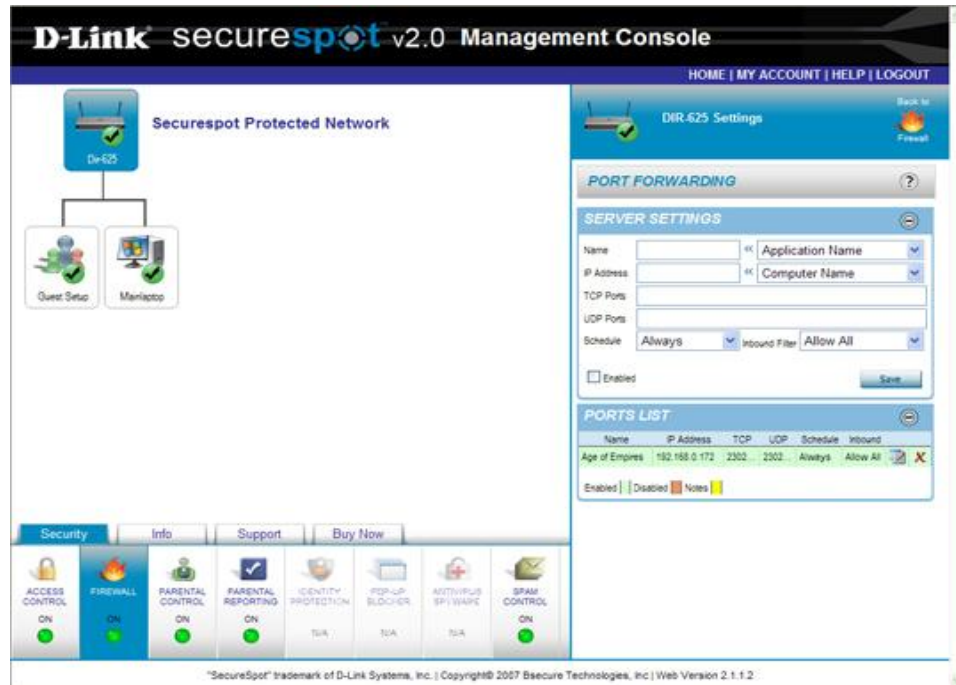 D-Link securespot v2.0 Management Console
HOME | MY ACCOUNT | HELP | LOGOUT
Dir-625
Securespot Protected Network
Guest Setup
Mainlaptop
DIR-625 Settings
Back to
Firewall
PORT FORWARDING ?
SERVER SETTINGS
Name « Application Name
IP Address « Computer Name
TCP Ports
UDP Ports
Schedule Always Inbound Filter Allow All
Enabled Save
PORTS LIST
Name IP Address TCP UDP Schedule Inbound
Age of Empires 192.168.0.172 2302... 2302... Always Allow All
Enabled Disabled Notes
Security Info Support Buy Now
ACCESS CONTROL ON
FIREWALL ON
PARENTAL CONTROL ON
PARENTAL REPORTING ON
IDENTITY PROTECTION N/A
POP-UP BLOCKER N/A
ANTIVIRUS SPYWARE N/A
SPAM CONTROL ON
"SecureSpot" trademark of D-Link Systems, Inc. | Copyright© 2007 Bsecure Technologies, Inc | Web Version 2.1.1.2